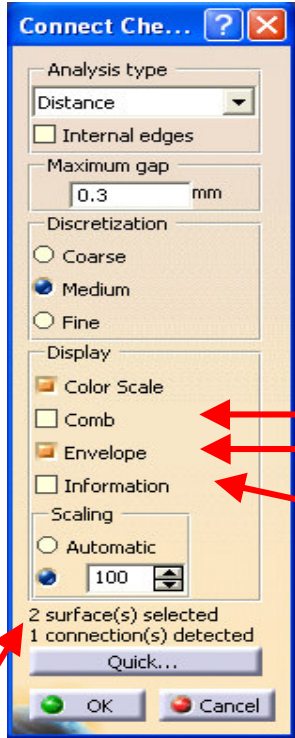 Connect Che...
Analysis type
Distance
Internal edges
Maximum gap
0.3 mm
Discretization
Coarse
Medium
Fine
Display
Color Scale
Comb
Envelope
Information
Scaling
Automatic
100
2 surface(s) selected
1 connection(s) detected
Quick...
OK Cancel